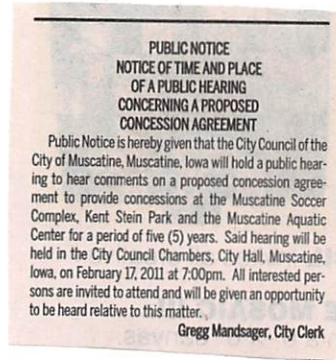 PUBLIC NOTICE
NOTICE OF TIME AND PLACE
OF A PUBLIC HEARING
CONCERNING A PROPOSED
CONCESSION AGREEMENT
Public Notice is hereby given that the City Council of the
City of Muscatine, Muscatine, Iowa will hold a public hear-
ing to hear comments on a proposed concession agree-
ment to provide concessions at the Muscatine Soccer
Complex, Kent Stein Park and the Muscatine Aquatic
Center for a period of five (5) years. Said hearing will be
held in the City Council Chambers, City Hall, Muscatine,
Iowa, on February 17, 2011 at 7:00pm. All interested per-
sons are invited to attend and will be given an opportunity
to be heard relative to this matter.
Gregg Mandsager, City Clerk